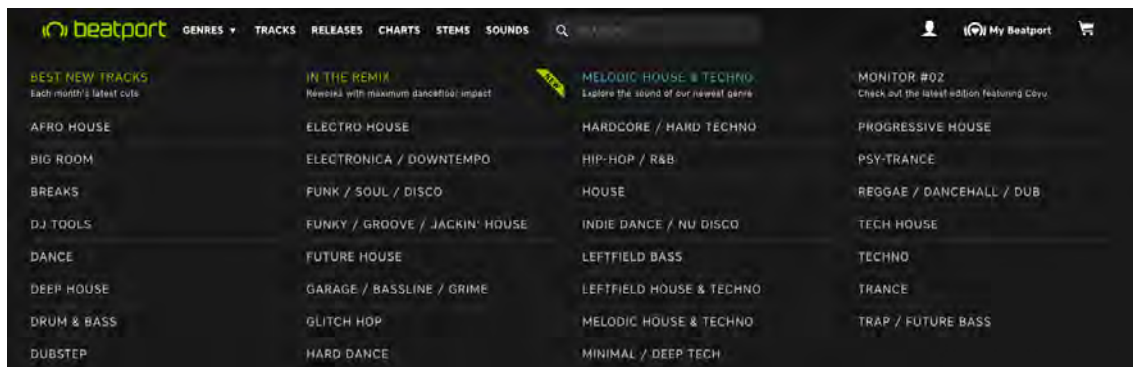 beatport GENRES ▾ TRACKS RELEASES CHARTS STEMS SOUNDS My Beatport
BEST NEW TRACKS
Each month's latest cuts
AFRO HOUSE
BIG ROOM
BREAKS
DJ TOOLS
DANCE
DEEP HOUSE
DRUM & BASS
DUBSTEP
IN THE REMIX
Reworks with maximum dancefloor impact
ELECTRO HOUSE
ELECTRONICA / DOWNTEMPO
FUNK / SOUL / DISCO
FUNKY / GROOVE / JACKIN' HOUSE
FUTURE HOUSE
GARAGE / BASSLINE / GRIME
GLITCH HOP
HARD DANCE
NEW
MELODIC HOUSE & TECHNO
Explore the sound of our newest genre
HARDCORE / HARD TECHNO
HIP-HOP / R&B
HOUSE
INDIE DANCE / NU DISCO
LEFTFIELD BASS
LEFTFIELD HOUSE & TECHNO
MELODIC HOUSE & TECHNO
MINIMAL / DEEP TECH
MONITOR #02
Check out the latest edition featuring Coyu
PROGRESSIVE HOUSE
PSY-TRANCE
REGGAE / DANCEHALL / DUB
TECH HOUSE
TECHNO
TRANCE
TRAP / FUTURE BASS